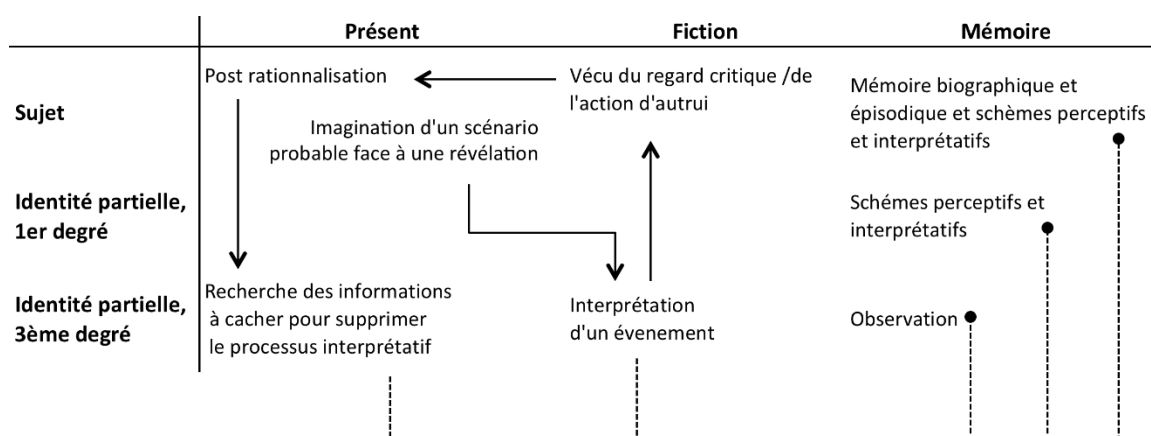 Présent
Fiction
Mémoire
Sujet
Post rationnalisation
Vécu du regard critique /de
l'action d'autrui
Mémoire biographique et
épisodique et schèmes perceptifs
et interprétatifs
Imagination d'un scénario
probable face à une révélation
Identité partielle,
1er degré
Schémes perceptifs et
interprétatifs
Identité partielle,
3ème degré
Recherche des informations
à cacher pour supprimer
le processus interprétatif
Interprétation
d'un évenement
Observation